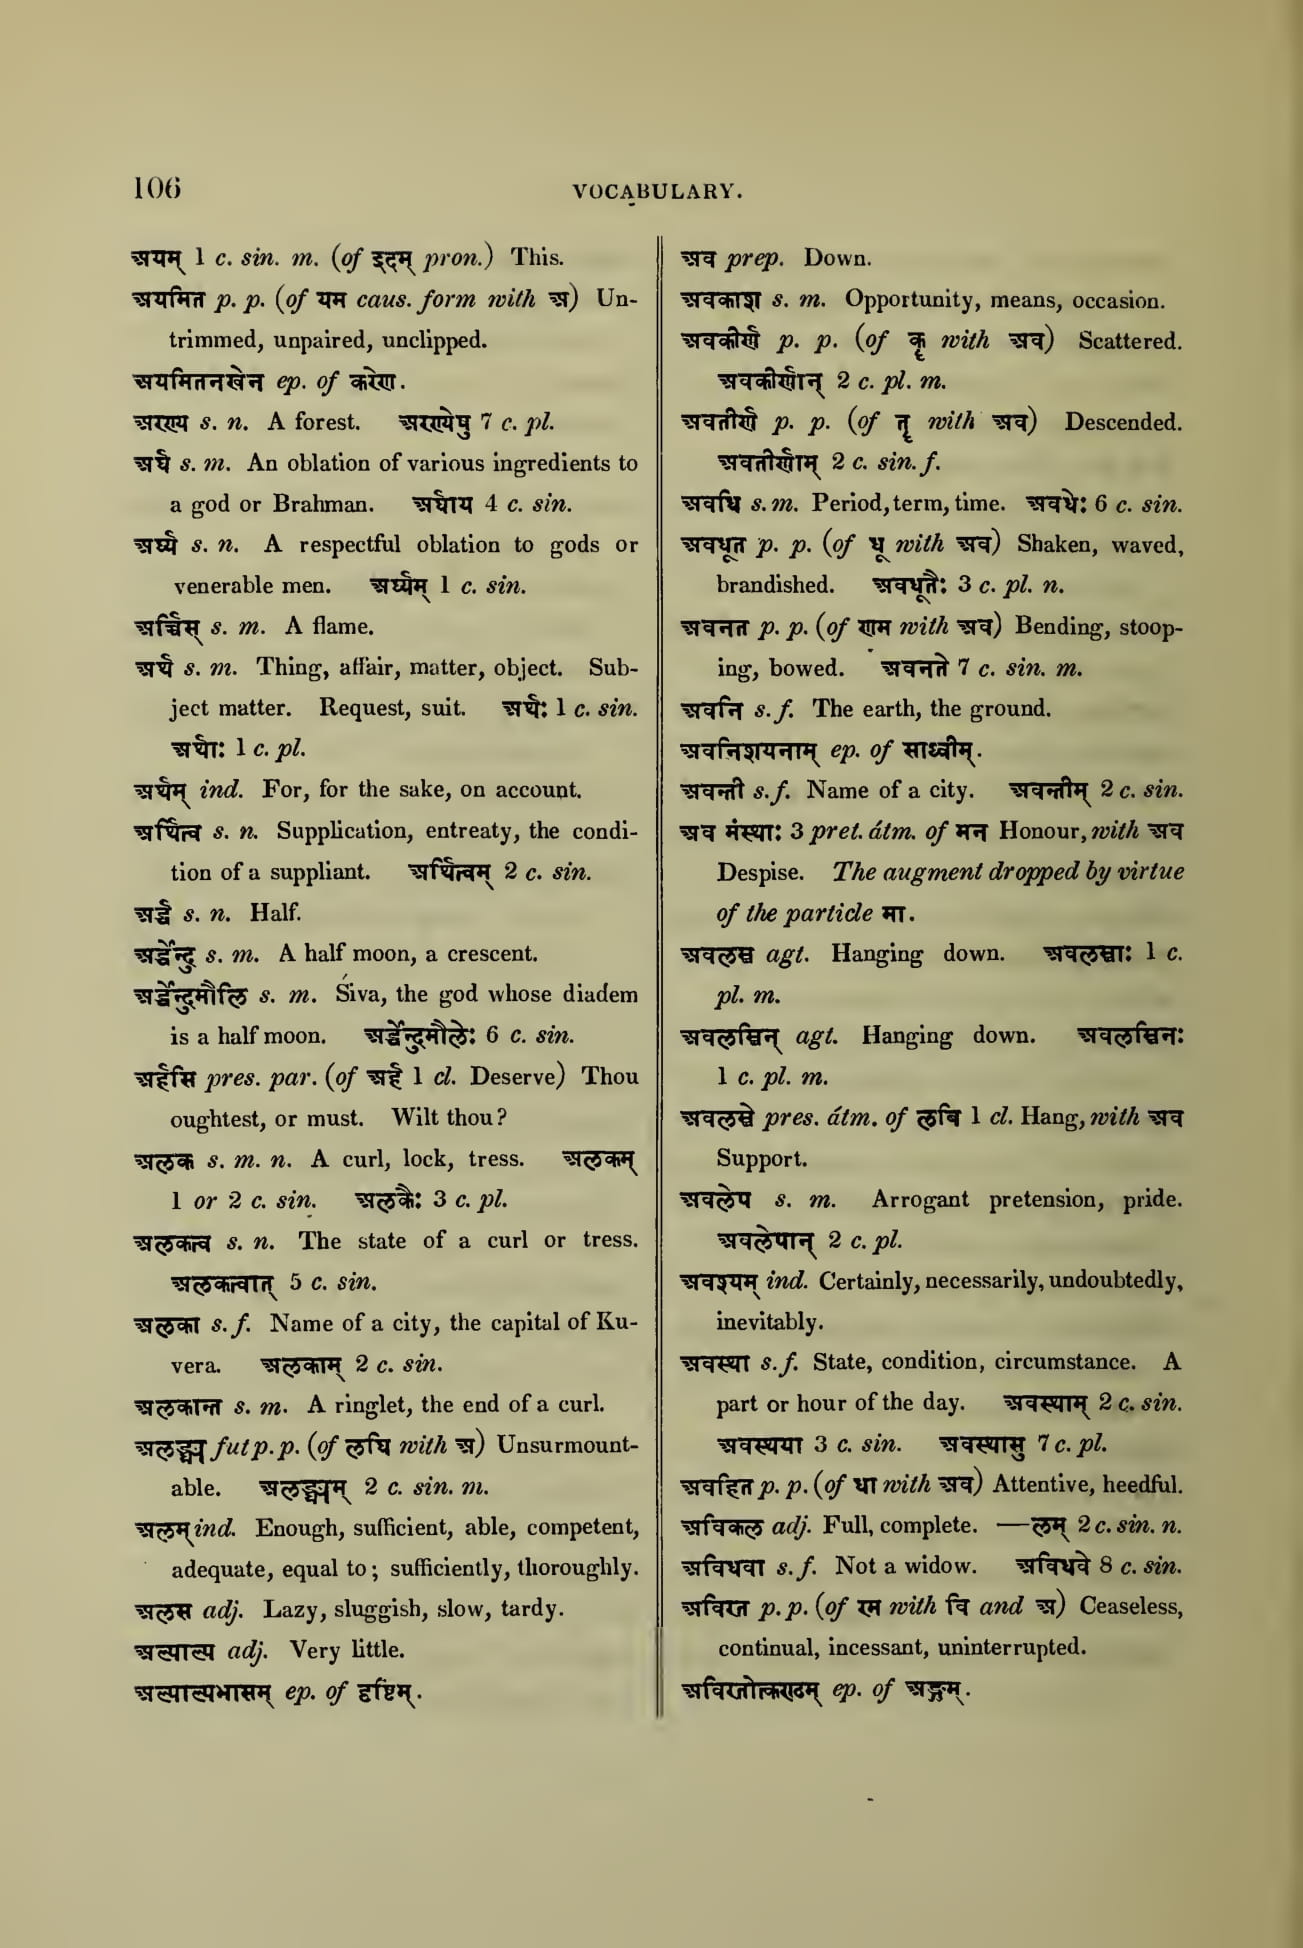 106
VOCABULARY.
अयम् 1 c. sin. m. (of इदम् pron.) This.
अयमित p. p. (of यम caus. form with अ) Un-
trimmed, unpaired, unclipped.
अयमितनखेन ep. of करेण.
अरण्य s. n. A forest. अरण्येषु 7 c. pl.
अर्घ s. m. An oblation of various ingredients to
a god or Brahman. अर्घाय 4 c. sin.
अर्घ्य s. n. A respectful oblation to gods or
venerable men. अर्घ्यम् 1 c. sin.
अर्च्चिस् s. m. A flame.
अर्थ s. m. Thing, affair, matter, object. Sub-
ject matter. Request, suit. अर्थः 1 c. sin.
अर्थाः 1 c. pl.
अर्थम् ind. For, for the sake, on account.
अर्थित्व s. n. Supplication, entreaty, the condi-
tion of a suppliant. अर्थित्वम् 2 c. sin.
अर्द्ध s. n. Half.
अर्द्धेन्दु s. m. A half moon, a crescent.
अर्द्धेन्दुमौलि s. m. Śiva, the god whose diadem
is a half moon. अर्द्धेन्दुमौलेः 6 c. sin.
अर्हसि pres. par. (of अर्ह 1 cl. Deserve) Thou
oughtest, or must. Wilt thou?
अलक s. m. n. A curl, lock, tress. अलकम्
1 or 2 c. sin. अलकैः 3 c. pl.
अलकत्व s. n. The state of a curl or tress.
अलकत्वात् 5 c. sin.
अलका s. f. Name of a city, the capital of Ku-
vera. अलकाम् 2 c. sin.
अलकान्त s. m. A ringlet, the end of a curl.
अलङ्घ्य fut p. p. (of लघि with अ) Unsurmount-
able. अलङ्घ्यम् 2 c. sin. m.
अलम् ind. Enough, sufficient, able, competent,
adequate, equal to; sufficiently, thoroughly.
अलस adj. Lazy, sluggish, slow, tardy.
अल्पाल्प adj. Very little.
अल्पाल्पभासम् ep. of दृष्टिम्.
अव prep. Down.
अवकाश s. m. Opportunity, means, occasion.
अवकीर्ण p. p. (of कॄ with अव) Scattered.
अवकीर्णान् 2 c. pl. m.
अवतीर्ण p. p. (of तॄ with अव) Descended.
अवतीर्णाम् 2 c. sin. f.
अवधि s. m. Period, term, time. अवधेः 6 c. sin.
अवधूत p. p. (of धू with अव) Shaken, waved,
brandished. अवधूतैः 3 c. pl. n.
अवनत p. p. (of णम with अव) Bending, stoop-
ing, bowed. अवनते 7 c. sin. m.
अवनि s. f. The earth, the ground.
अवनिशयनाम् ep. of साध्वीम्.
अवन्ती s. f. Name of a city. अवन्तीम् 2 c. sin.
अव मंस्थाः 3 pret. átm. of मन Honour, with अव
Despise. The augment dropped by virtue
of the particle मा.
अवलम्ब agt. Hanging down. अवलम्बाः 1 c.
pl. m.
अवलम्बिन् agt. Hanging down. अवलम्बिनः
1 c. pl. m.
अवलम्बे pres. átm. of लबि 1 cl. Hang, with अव
Support.
अवलेप s. m. Arrogant pretension, pride.
अवलेपान् 2 c. pl.
अवश्यम् ind. Certainly, necessarily, undoubtedly,
inevitably.
अवस्था s. f. State, condition, circumstance. A
part or hour of the day. अवस्थाम् 2 c. sin.
अवस्थया 3 c. sin. अवस्थासु 7 c. pl.
अवहित p. p. (of धा with अव) Attentive, heedful.
अविकल adj. Full, complete. —लम् 2 c. sin. n.
अविधवा s. f. Not a widow. अविधवे 8 c. sin.
अविरत p. p. (of रम with वि and अ) Ceaseless,
continual, incessant, uninterrupted.
अविरतोत्कण्ठम् ep. of अङ्गम्.